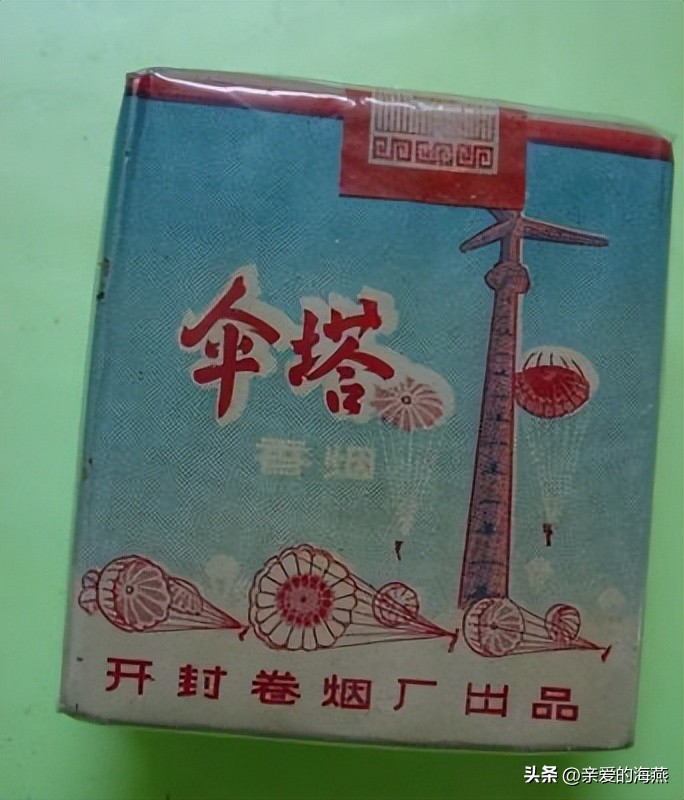 伞塔
香烟
开封卷烟厂出品
头条 @亲爱的海燕